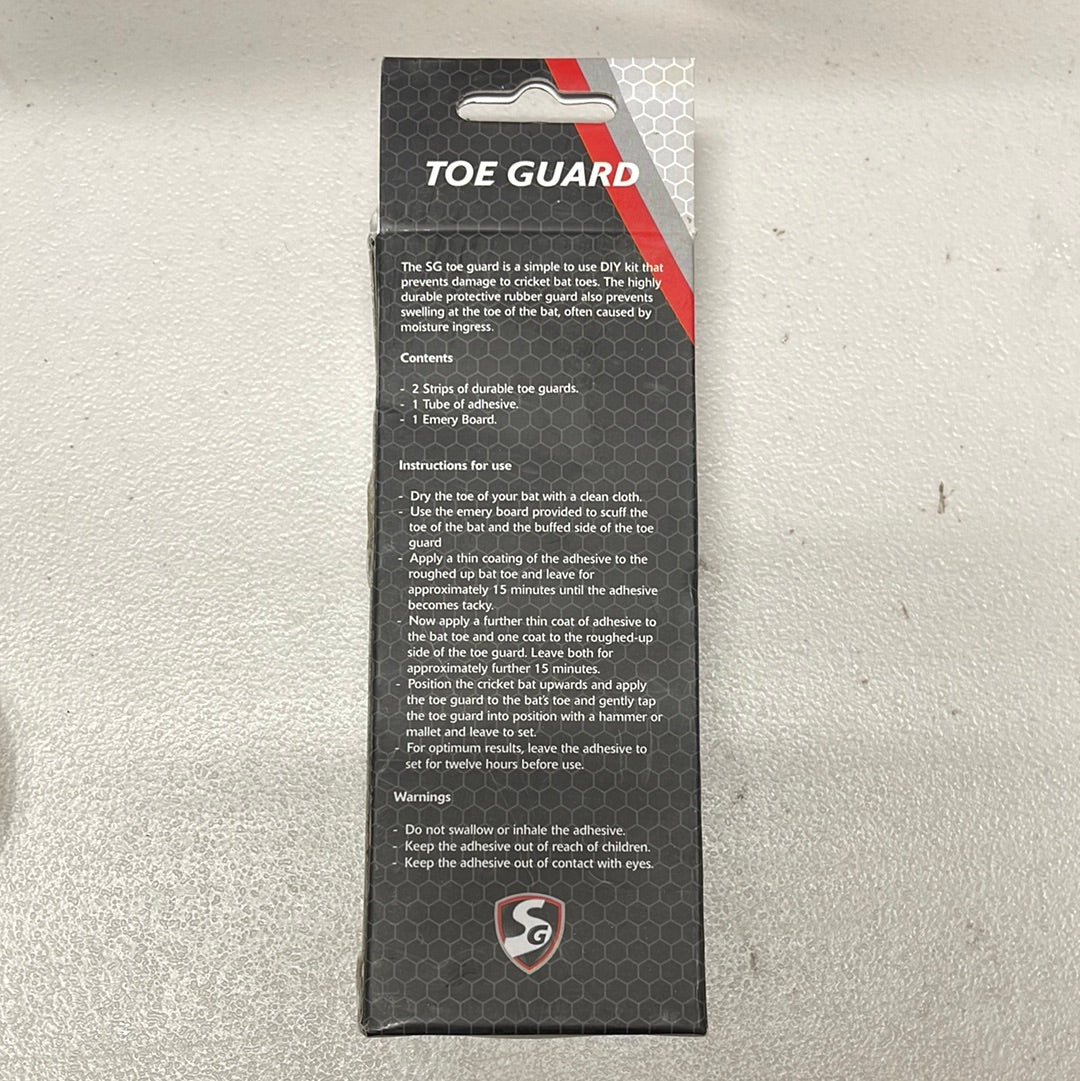 TOE GUARD
The SG toe guard is a simple to use DIY kit that
prevents damage to cricket bat toes. The highly
durable protective rubber guard also prevents
swelling at the toe of the bat, often caused by
moisture ingress.
Contents
- 2 Strips of durable toe guards.
- 1 Tube of adhesive.
- 1 Emery Board.
Instructions for use
- Dry the toe of your bat with a clean cloth.
- Use the emery board provided to scuff the
toe of the bat and the buffed side of the toe
guard
- Apply a thin coating of the adhesive to the
roughed up bat toe and leave for
approximately 15 minutes until the adhesive
becomes tacky.
- Now apply a further thin coat of adhesive to
the bat toe and one coat to the roughed-up
side of the toe guard. Leave both for
approximately further 15 minutes.
- Position the cricket bat upwards and apply
the toe guard to the bat's toe and gently tap
the toe guard into position with a hammer or
mallet and leave to set.
- For optimum results, leave the adhesive to
set for twelve hours before use.
Warnings
- Do not swallow or inhale the adhesive.
- Keep the adhesive out of reach of children.
- Keep the adhesive out of contact with eyes.
SG